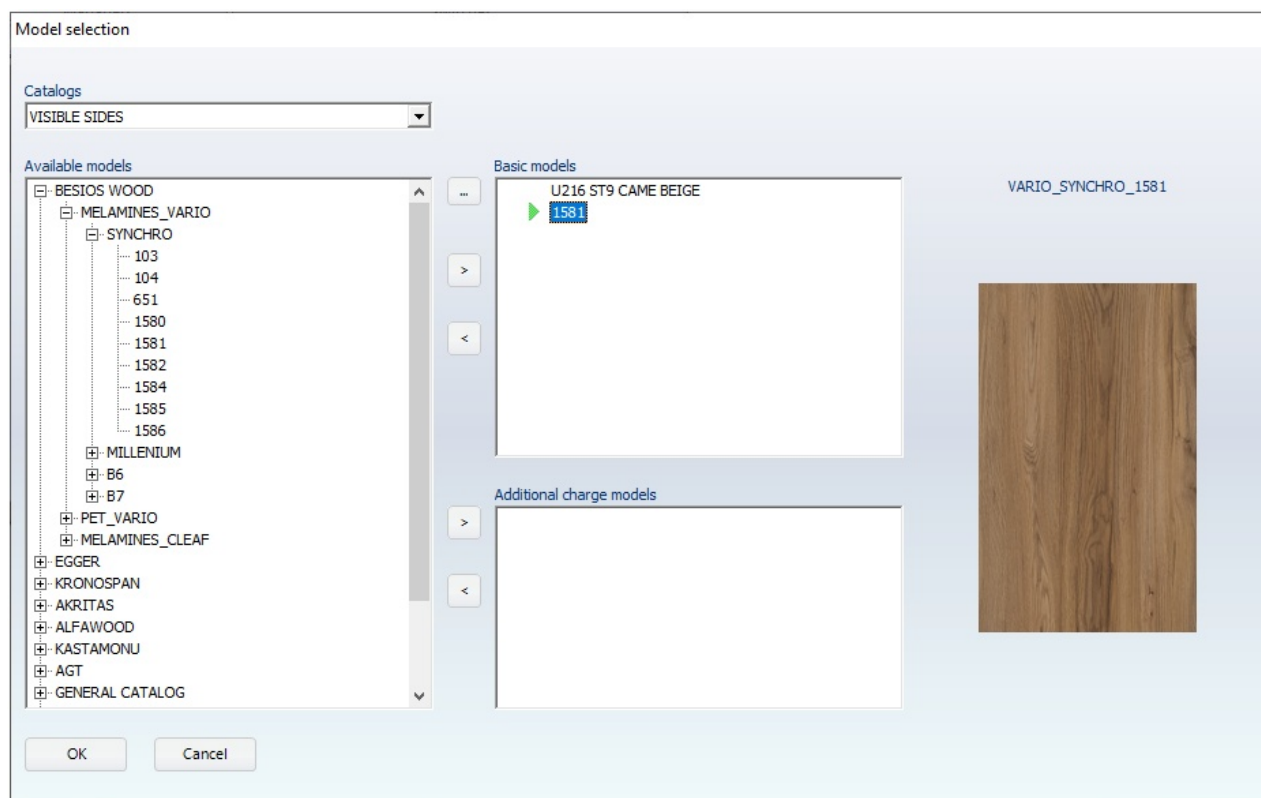 Model selection
Catalogs
VISIBLE SIDES
Available models
BESIOS WOOD
MELAMINES_VARIO
SYNCHRO
103
104
651
1580
1581
1582
1584
1585
1586
MILLENIUM
B6
B7
PET_VARIO
MELAMINES_CLEAF
EGGER
KRONOSPAN
AKRITAS
ALFAWOOD
KASTAMONU
AGT
GENERAL CATALOG
...
>
<
Basic models
U216 ST9 CAME BEIGE
1581
>
<
Additional charge models
VARIO_SYNCHRO_1581
OK
Cancel